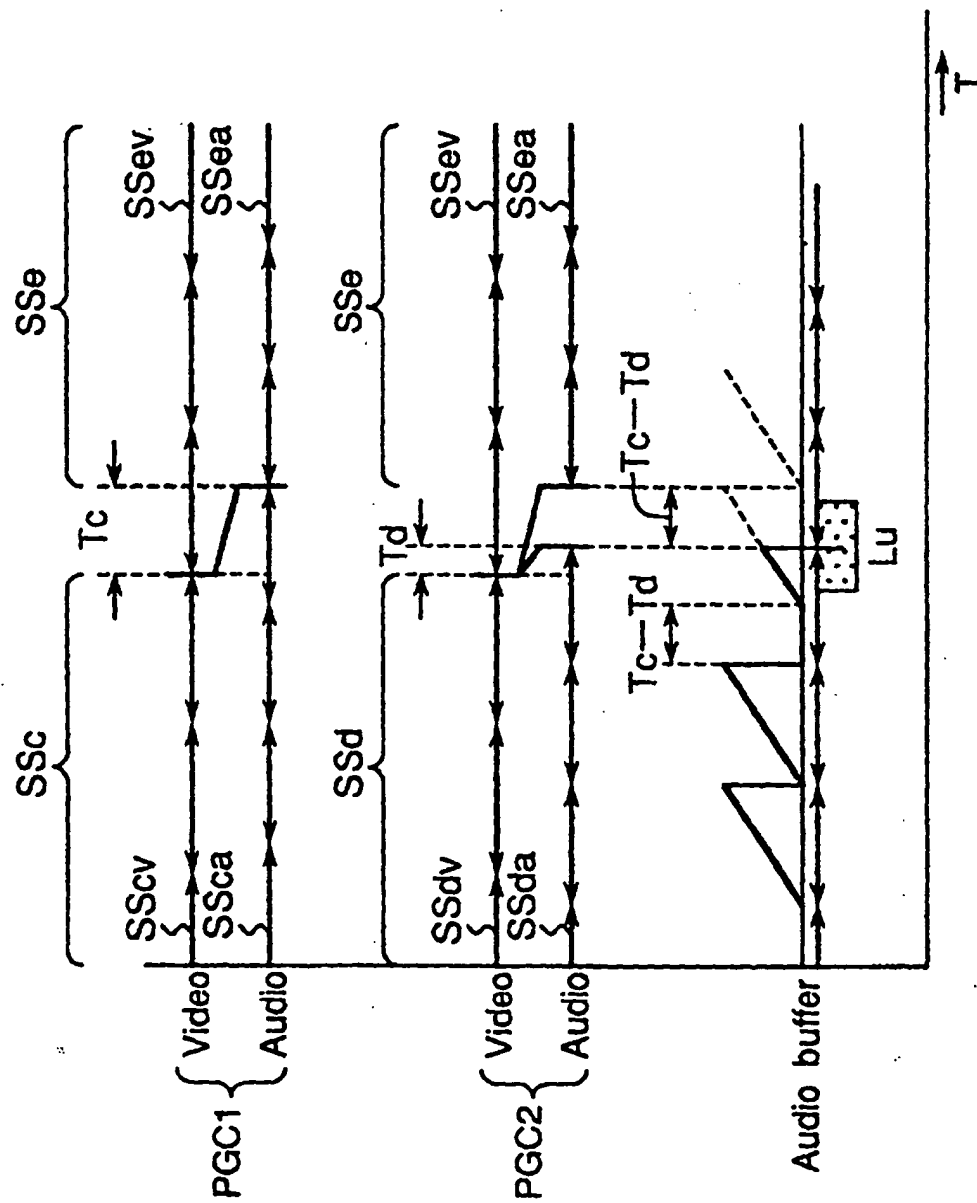 SSc
SSe
Tc
PGC1
Video
SScv
SSev
Audio
SSca
SSea
SSd
SSe
Td
PGC2
Video
SSdv
SSev
Audio
SSda
SSea
Tc—Td
Tc—Td
Audio buffer
Lu
T